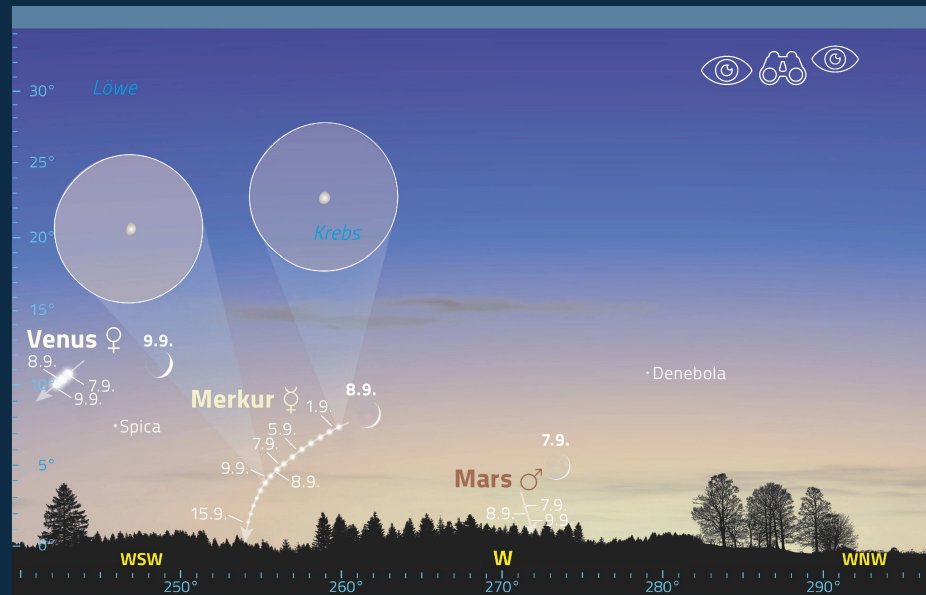 30°
Löwe
25°
20°
Krebs
15°
Venus ♀
9.9.
8.9.
10°
7.9.
9.9.
Spica
Merkur ☿
8.9.
1.9.
5.9.
7.9.
9.9.
8.9.
15.9.
Denebola
7.9.
5°
Mars ♂
7.9.
8.9.
9.9.
0°
WSW
W
WNW
250°
260°
270°
280°
290°